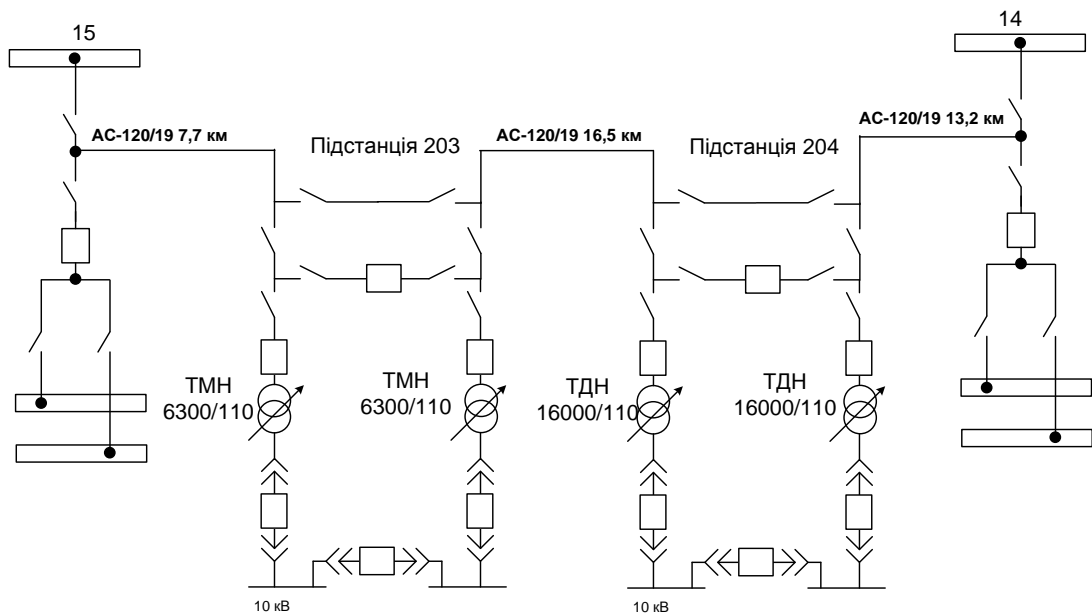 15
14
АС-120/19 7,7 км
Підстанція 203
АС-120/19 16,5 км
Підстанція 204
АС-120/19 13,2 км
ТМН
6300/110
ТМН
6300/110
ТДН
16000/110
ТДН
16000/110
10 кВ
10 кВ